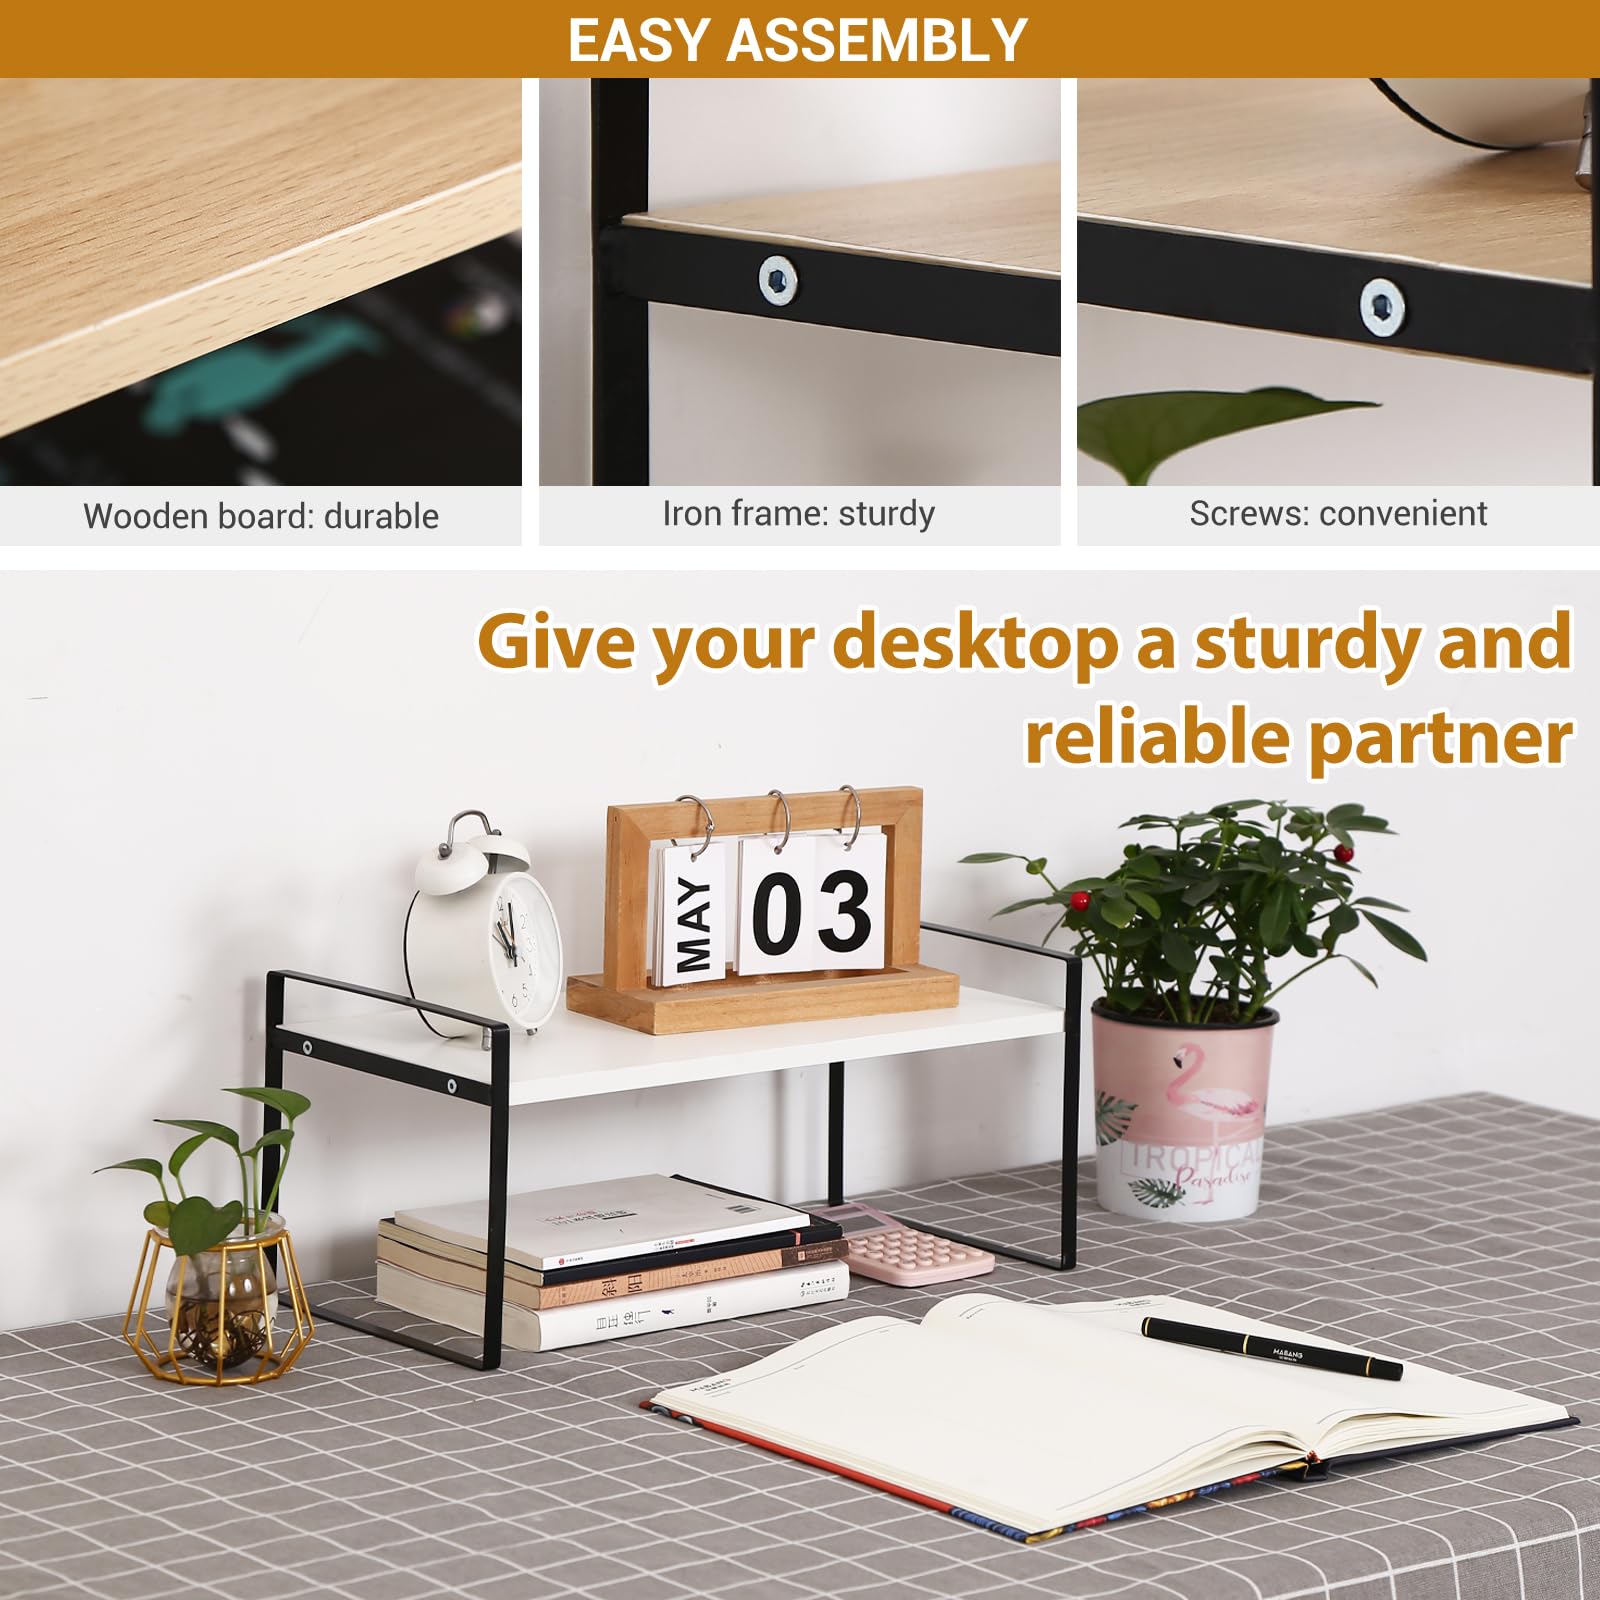 EASY ASSEMBLY
Wooden board: durable
Iron frame: sturdy
Screws: convenient
Give your desktop a sturdy and
reliable partner
MAY
03
TROPICAL
Paradise
MABANG